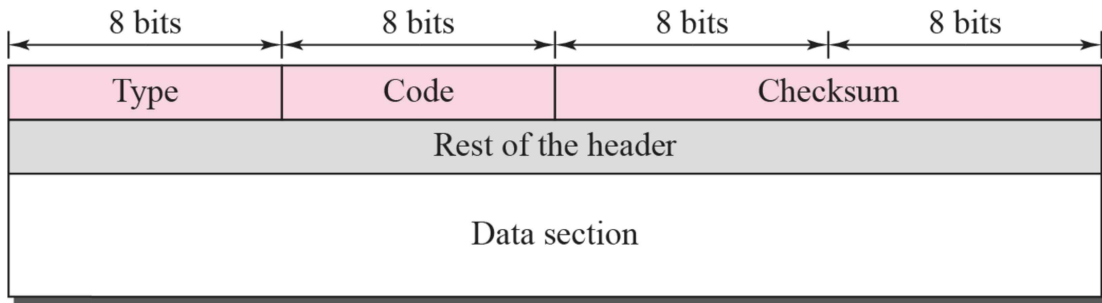 8 bits 8 bits 8 bits 8 bits
Type Code Checksum
Rest of the header
Data section